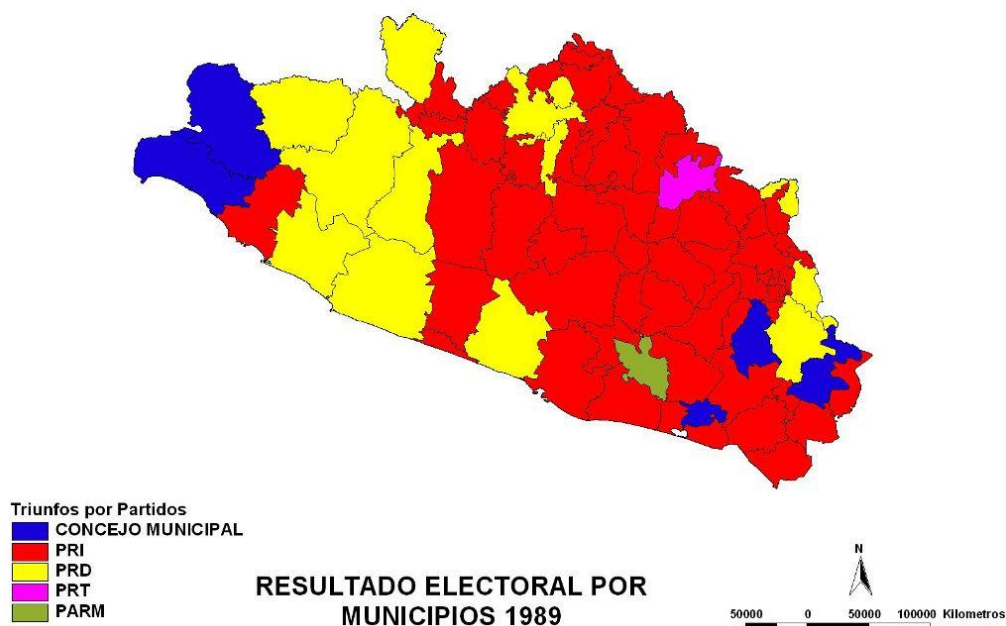 Triunfos por Partidos
CONCEJO MUNICIPAL
PRI
PRD
PRT
PARM
RESULTADO ELECTORAL POR
MUNICIPIOS 1989
N
50000 0 50000 100000 Kilometros